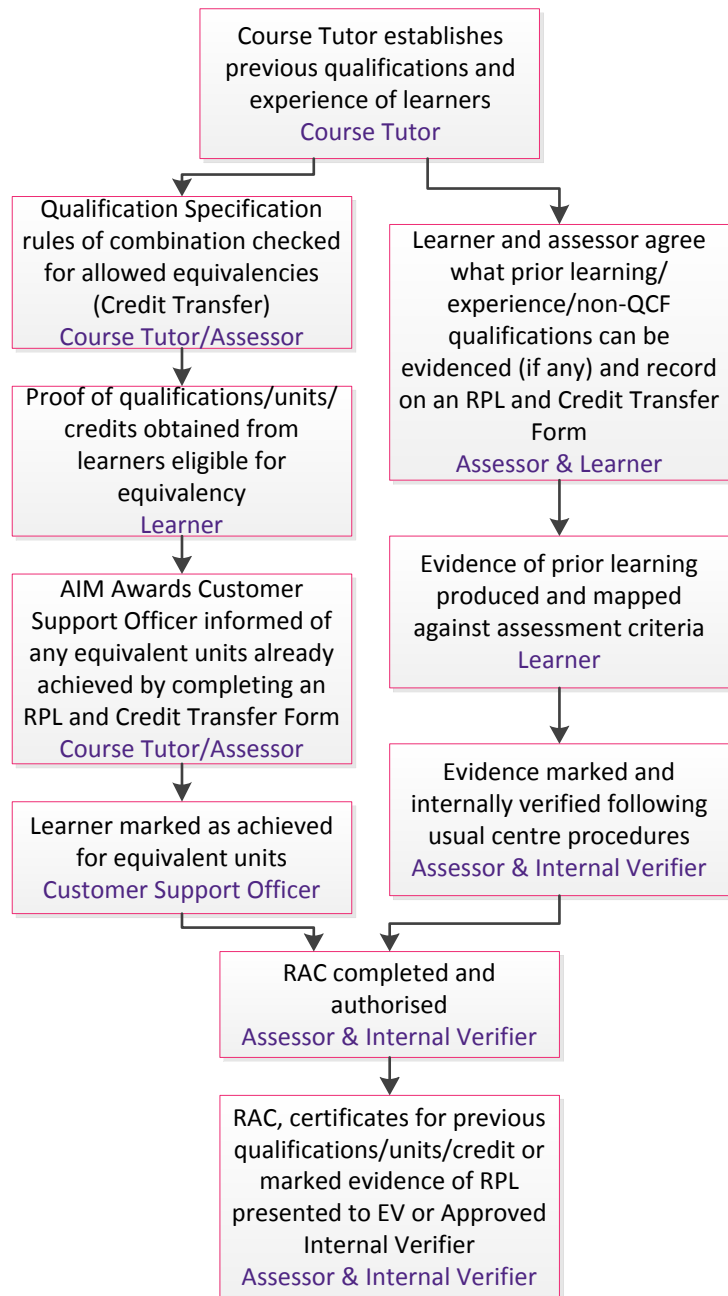 Course Tutor establishes
previous qualifications and
experience of learners
Course Tutor
Qualification Specification
rules of combination checked
for allowed equivalencies
(Credit Transfer)
Course Tutor/Assessor
Proof of qualifications/units/
credits obtained from
learners eligible for
equivalency
Learner
AIM Awards Customer
Support Officer informed of
any equivalent units already
achieved by completing an
RPL and Credit Transfer Form
Course Tutor/Assessor
Learner marked as achieved
for equivalent units
Customer Support Officer
Learner and assessor agree
what prior learning/
experience/non-QCF
qualifications can be
evidenced (if any) and record
on an RPL and Credit Transfer
Form
Assessor & Learner
Evidence of prior learning
produced and mapped
against assessment criteria
Learner
Evidence marked and
internally verified following
usual centre procedures
Assessor & Internal Verifier
RAC completed and
authorised
Assessor & Internal Verifier
RAC, certificates for previous
qualifications/units/credit or
marked evidence of RPL
presented to EV or Approved
Internal Verifier
Assessor & Internal Verifier